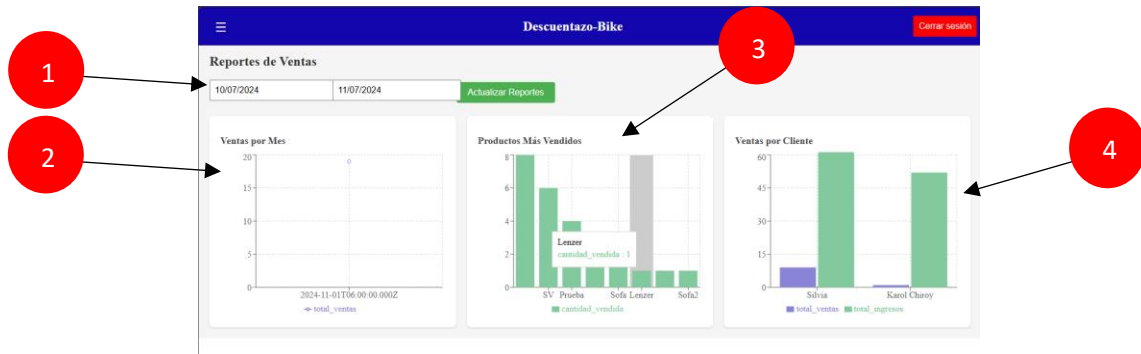 ☰ Descuentazo-Bike Cerrar sesión
1
2
3
4
Reportes de Ventas
10/07/2024 11/07/2024 Actualizar Reportes
Ventas por Mes
20
15
10
5
0
2024-11-01T06:00:00.000Z
total_ventas
Productos Más Vendidos
8
6
4
2
0
Lenzer
cantidad_vendida : 1
SV Prueba Sofa Lenzer Sofa2
cantidad_vendida
Ventas por Cliente
60
45
30
15
0
Silvia Karol Chiroy
total_ventas total_ingresos